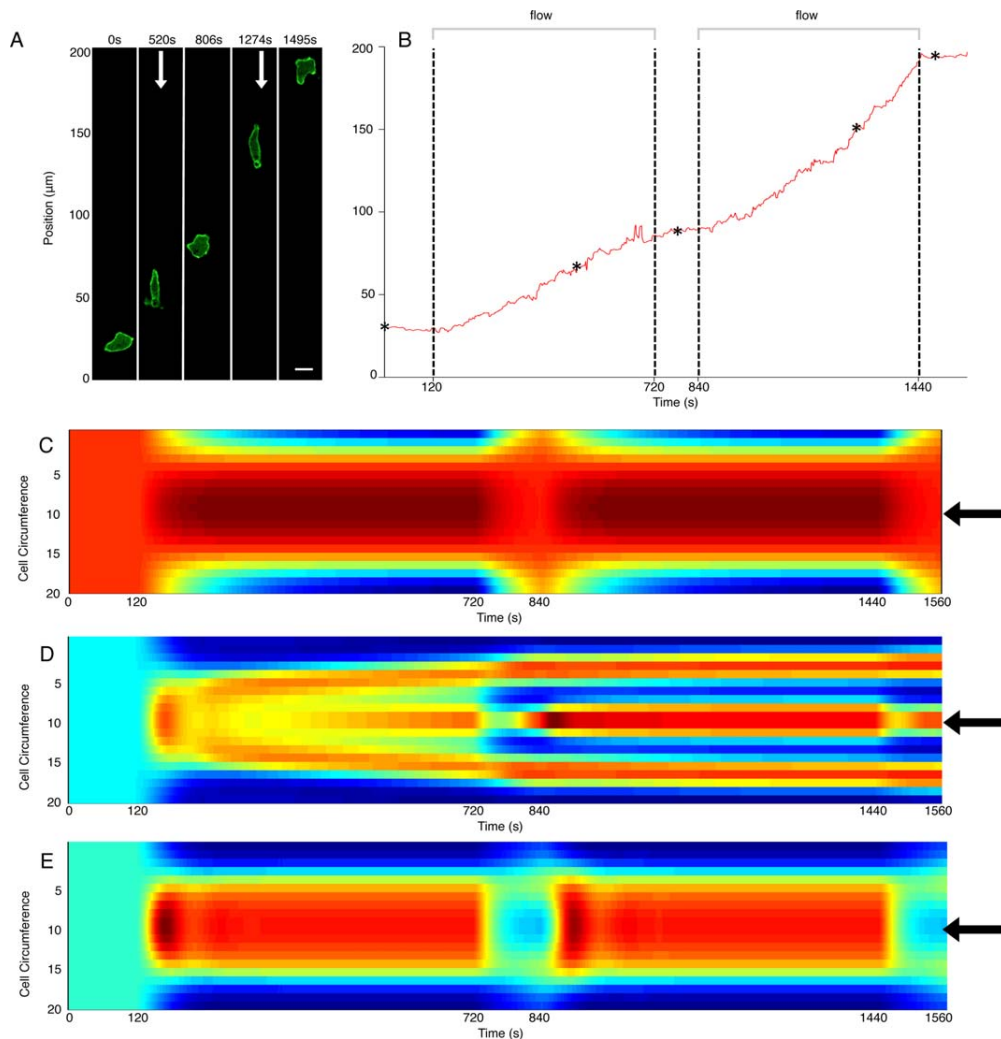 flow flow
A 0s 520s 806s 1274s 1495s B
200 200
150 150
Position (µm)
100 100
50 50
0 0
120 720 840 1440
Time (s)
C
5
10
15
20
Cell Circumference
0 120 720 840 1440 1560
Time (s)
D
5
10
15
20
Cell Circumference
0 120 720 840 1440 1560
Time (s)
E
5
10
15
20
Cell Circumference
0 120 720 840 1440 1560
Time (s)